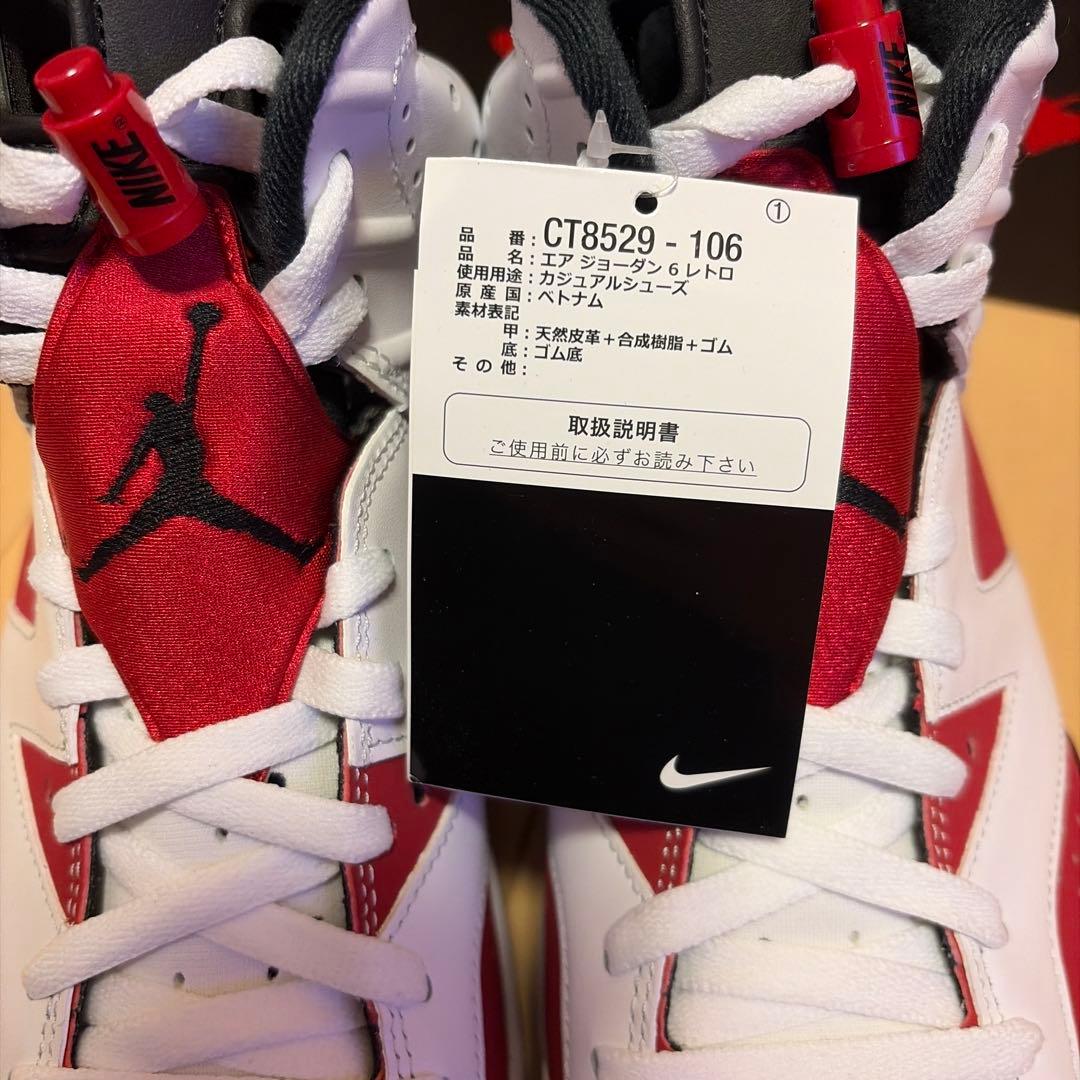 NIKE®
NIKE
①
品番：CT8529 - 106
品名：エア ジョーダン 6 レトロ
使用用途：カジュアルシューズ
原産国：ベトナム
素材表記
甲：天然皮革＋合成樹脂＋ゴム
底：ゴム底
その他：
取扱説明書
ご使用前に必ずお読み下さい